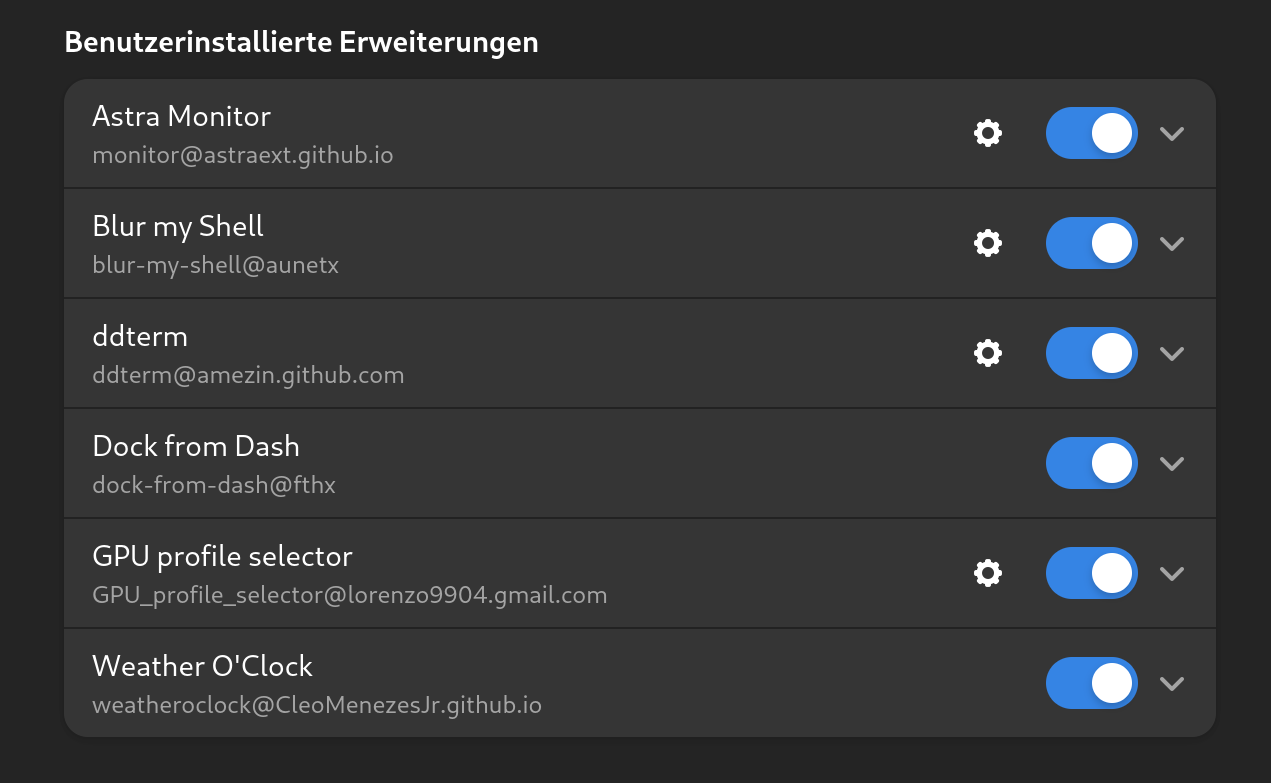 Benutzerinstallierte Erweiterungen
Astra Monitor
monitor@astraext.github.io
Blur my Shell
blur-my-shell@aunetx
ddterm
ddterm@amezin.github.com
Dock from Dash
dock-from-dash@fthx
GPU profile selector
GPU_profile_selector@lorenzo9904.gmail.com
Weather O'Clock
weatheroclock@CleoMenezesJr.github.io